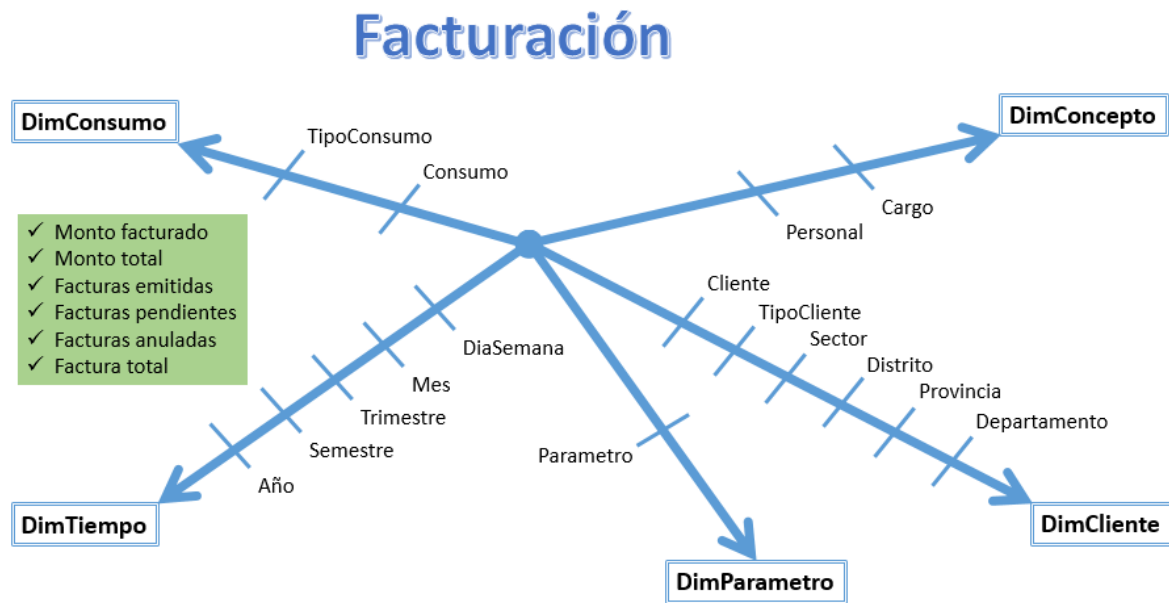 Facturación
DimConsumo
DimConcepto
TipoConsumo
Consumo
Cargo
Personal
✓ Monto facturado
✓ Monto total
✓ Facturas emitidas
✓ Facturas pendientes
✓ Facturas anuladas
✓ Factura total
Cliente
TipoCliente
Sector
Distrito
Provincia
Departamento
DiaSemana
Mes
Trimestre
Semestre
Año
Parametro
DimTiempo
DimCliente
DimParametro